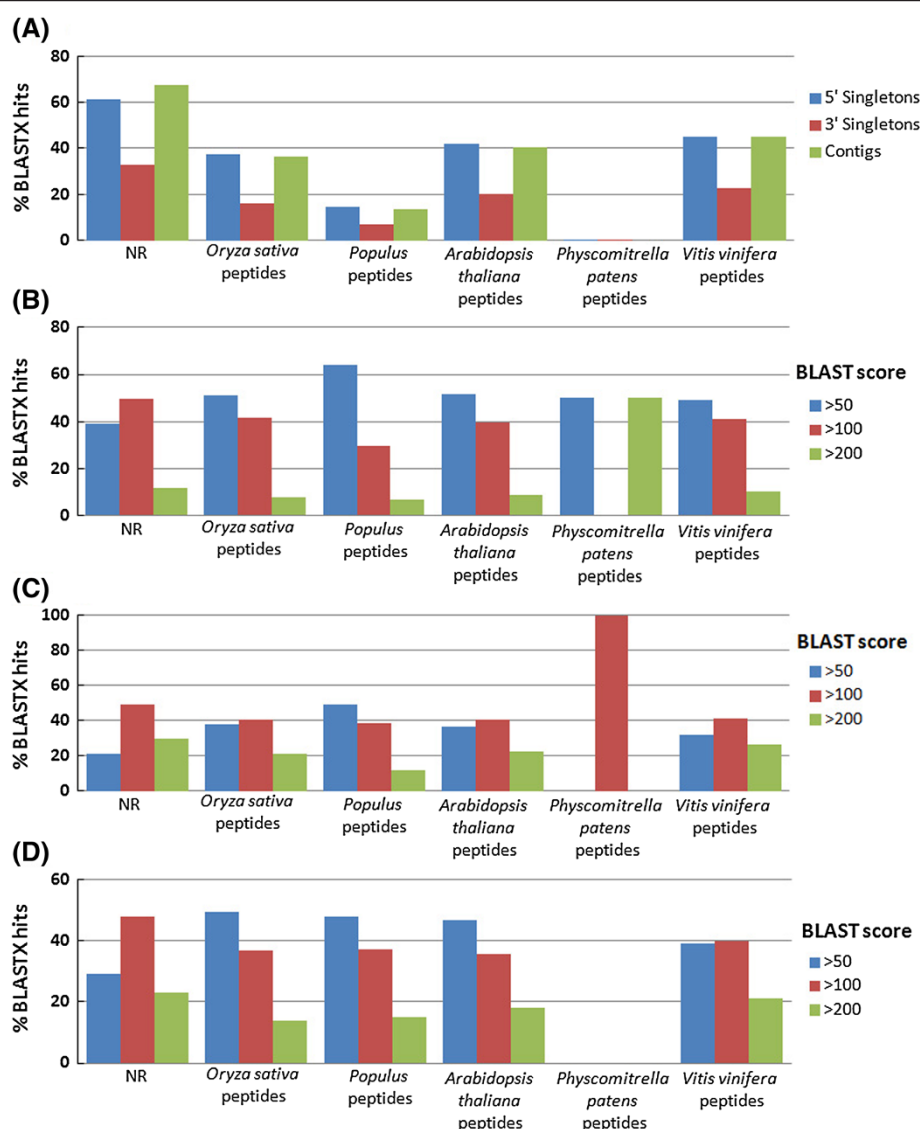 (A)
80
60
40
20
0
% BLASTX hits
NR
Oryza sativa
peptides
Populus
peptides
Arabidopsis
thaliana
peptides
Physcomitrella
patens
peptides
Vitis vinifera
peptides
5' Singletons
3' Singletons
Contigs
(B)
80
60
40
20
0
% BLASTX hits
NR
Oryza sativa
peptides
Populus
peptides
Arabidopsis
thaliana
peptides
Physcomitrella
patens
peptides
Vitis vinifera
peptides
BLAST score
>50
>100
>200
(C)
100
80
60
40
20
0
% BLASTX hits
NR
Oryza sativa
peptides
Populus
peptides
Arabidopsis
thaliana
peptides
Physcomitrella
patens
peptides
Vitis vinifera
peptides
BLAST score
>50
>100
>200
(D)
60
40
20
0
% BLASTX hits
NR
Oryza sativa
peptides
Populus
peptides
Arabidopsis
thaliana
peptides
Physcomitrella
patens
peptides
Vitis vinifera
peptides
BLAST score
>50
>100
>200